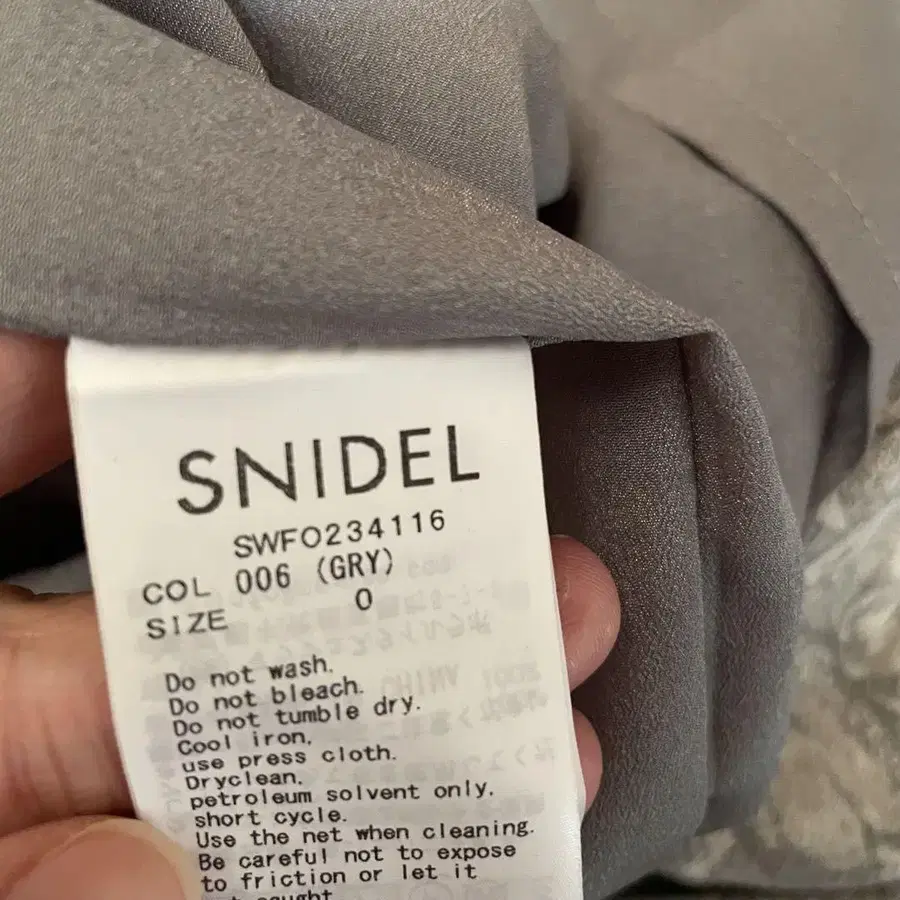 SNIDEL
SWFO234116
COL 006 (GRY)
SIZE 0
Do not wash.
Do not bleach.
Do not tumble dry.
Cool iron,
use press cloth.
Dryclean,
petroleum solvent only,
short cycle.
Use the net when cleaning.
Be careful not to expose
to friction or let it
caught